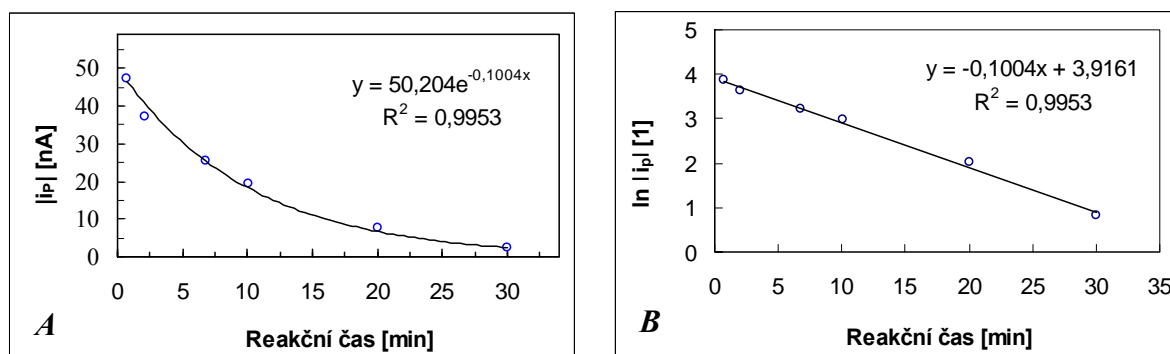 |iₚ| [nA]
50
40
30
20
10
0
y = 50,204e^-0,1004x
R² = 0,9953
0 5 10 15 20 25 30
Reakční čas [min]
A
ln |iₚ| [1]
5
4
3
2
1
0
y = -0,1004x + 3,9161
R² = 0,9953
0 5 10 15 20 25 30 35
Reakční čas [min]
B